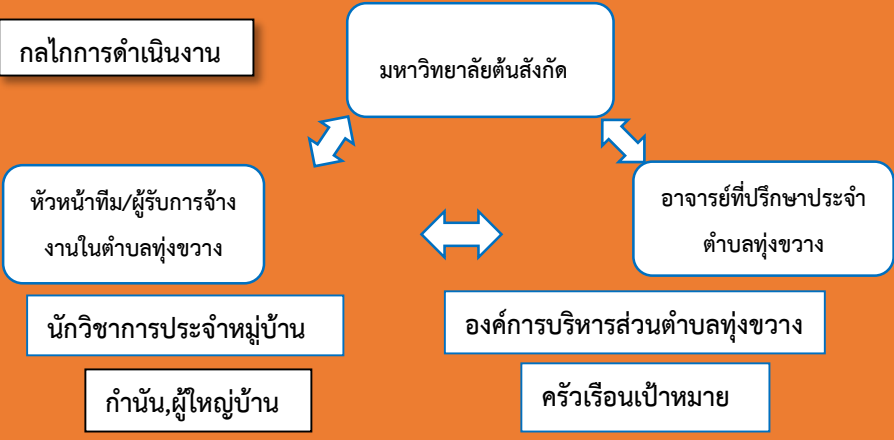 กลไกการดำเนินงาน
มหาวิทยาลัยต้นสังกัด
หัวหน้าทีม/ผู้รับการจ้าง
งานในตำบลทุ่งขวาง
อาจารย์ที่ปรึกษาประจำ
ตำบลทุ่งขวาง
นักวิชาการประจำหมู่บ้าน
องค์การบริหารส่วนตำบลทุ่งขวาง
กำนัน,ผู้ใหญ่บ้าน
ครัวเรือนเป้าหมาย